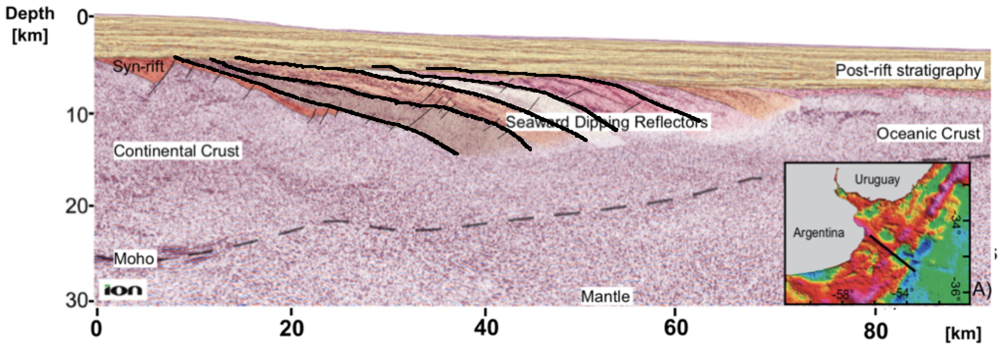 Depth
[km]
0
10
20
30
Syn-rift
Post-rift stratigraphy
Seaward Dipping Reflectors
Continental Crust
Oceanic Crust
Moho
ion
Mantle
Uruguay
Argentina
-34°
-36°
-58°
-54°
A)
0
20
40
60
80
[km]